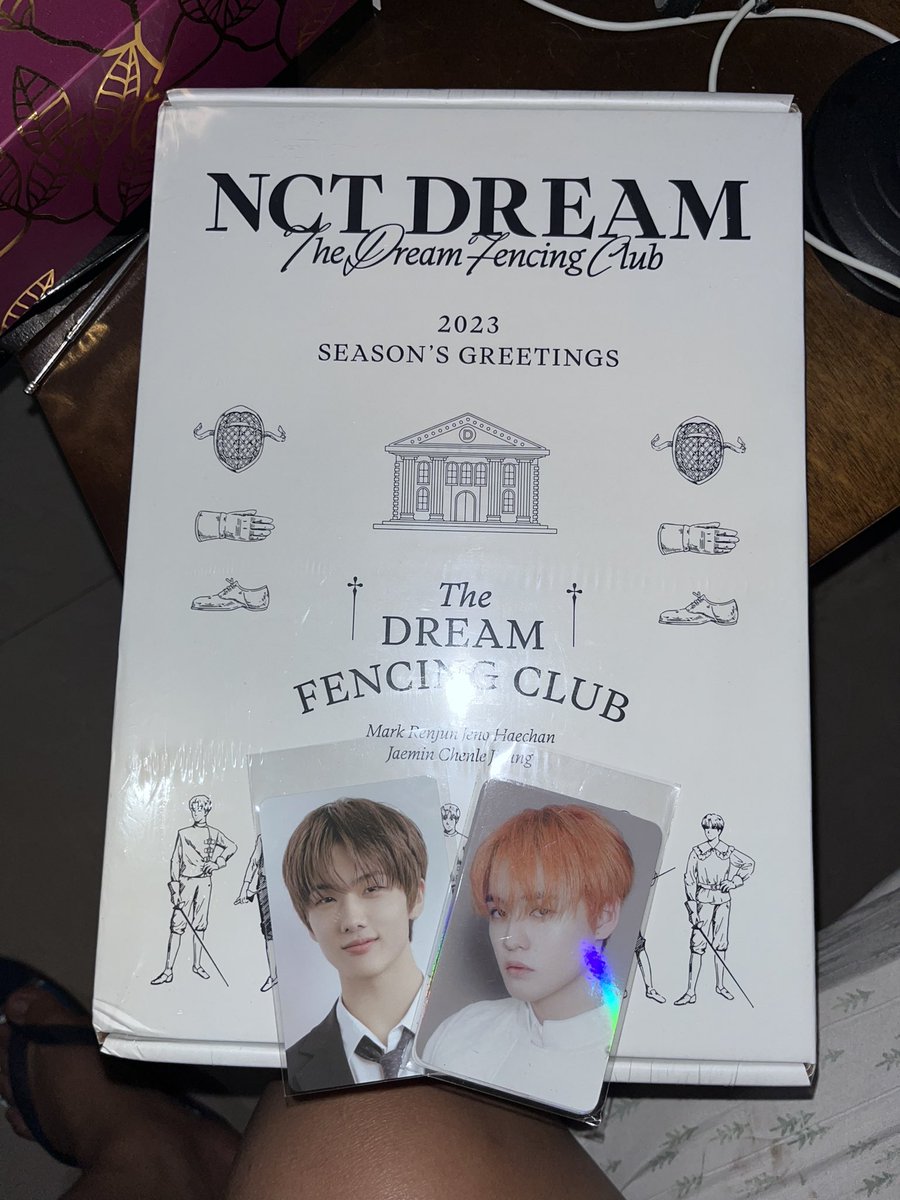 NCT DREAM
The Dream Fencing Club
2023
SEASON'S GREETINGS
D
The
DREAM
FENCING CLUB
Mark Renjun Jeno Haechan
Jaemin Chenle